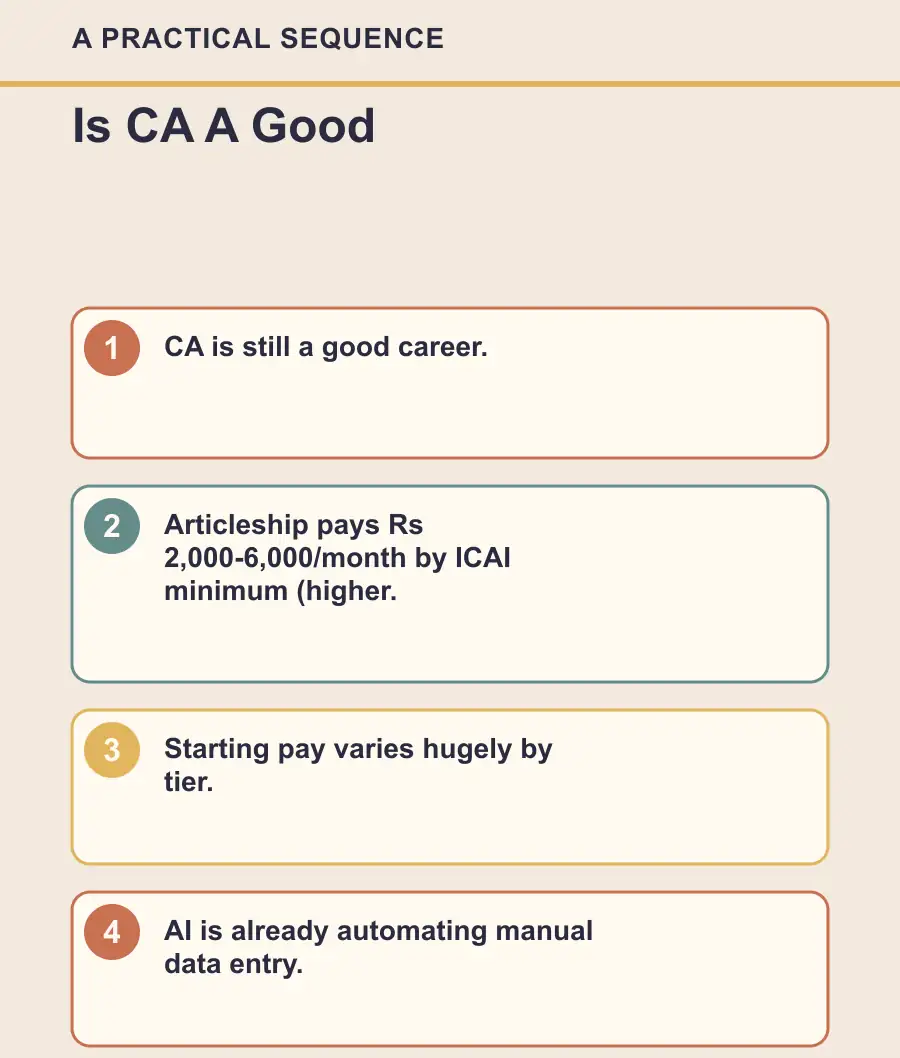 A PRACTICAL SEQUENCE
Is CA A Good
1
CA is still a good career.
2
Articleship pays Rs
2,000-6,000/month by ICAI
minimum (higher.
3
Starting pay varies hugely by
tier.
4
AI is already automating manual
data entry.